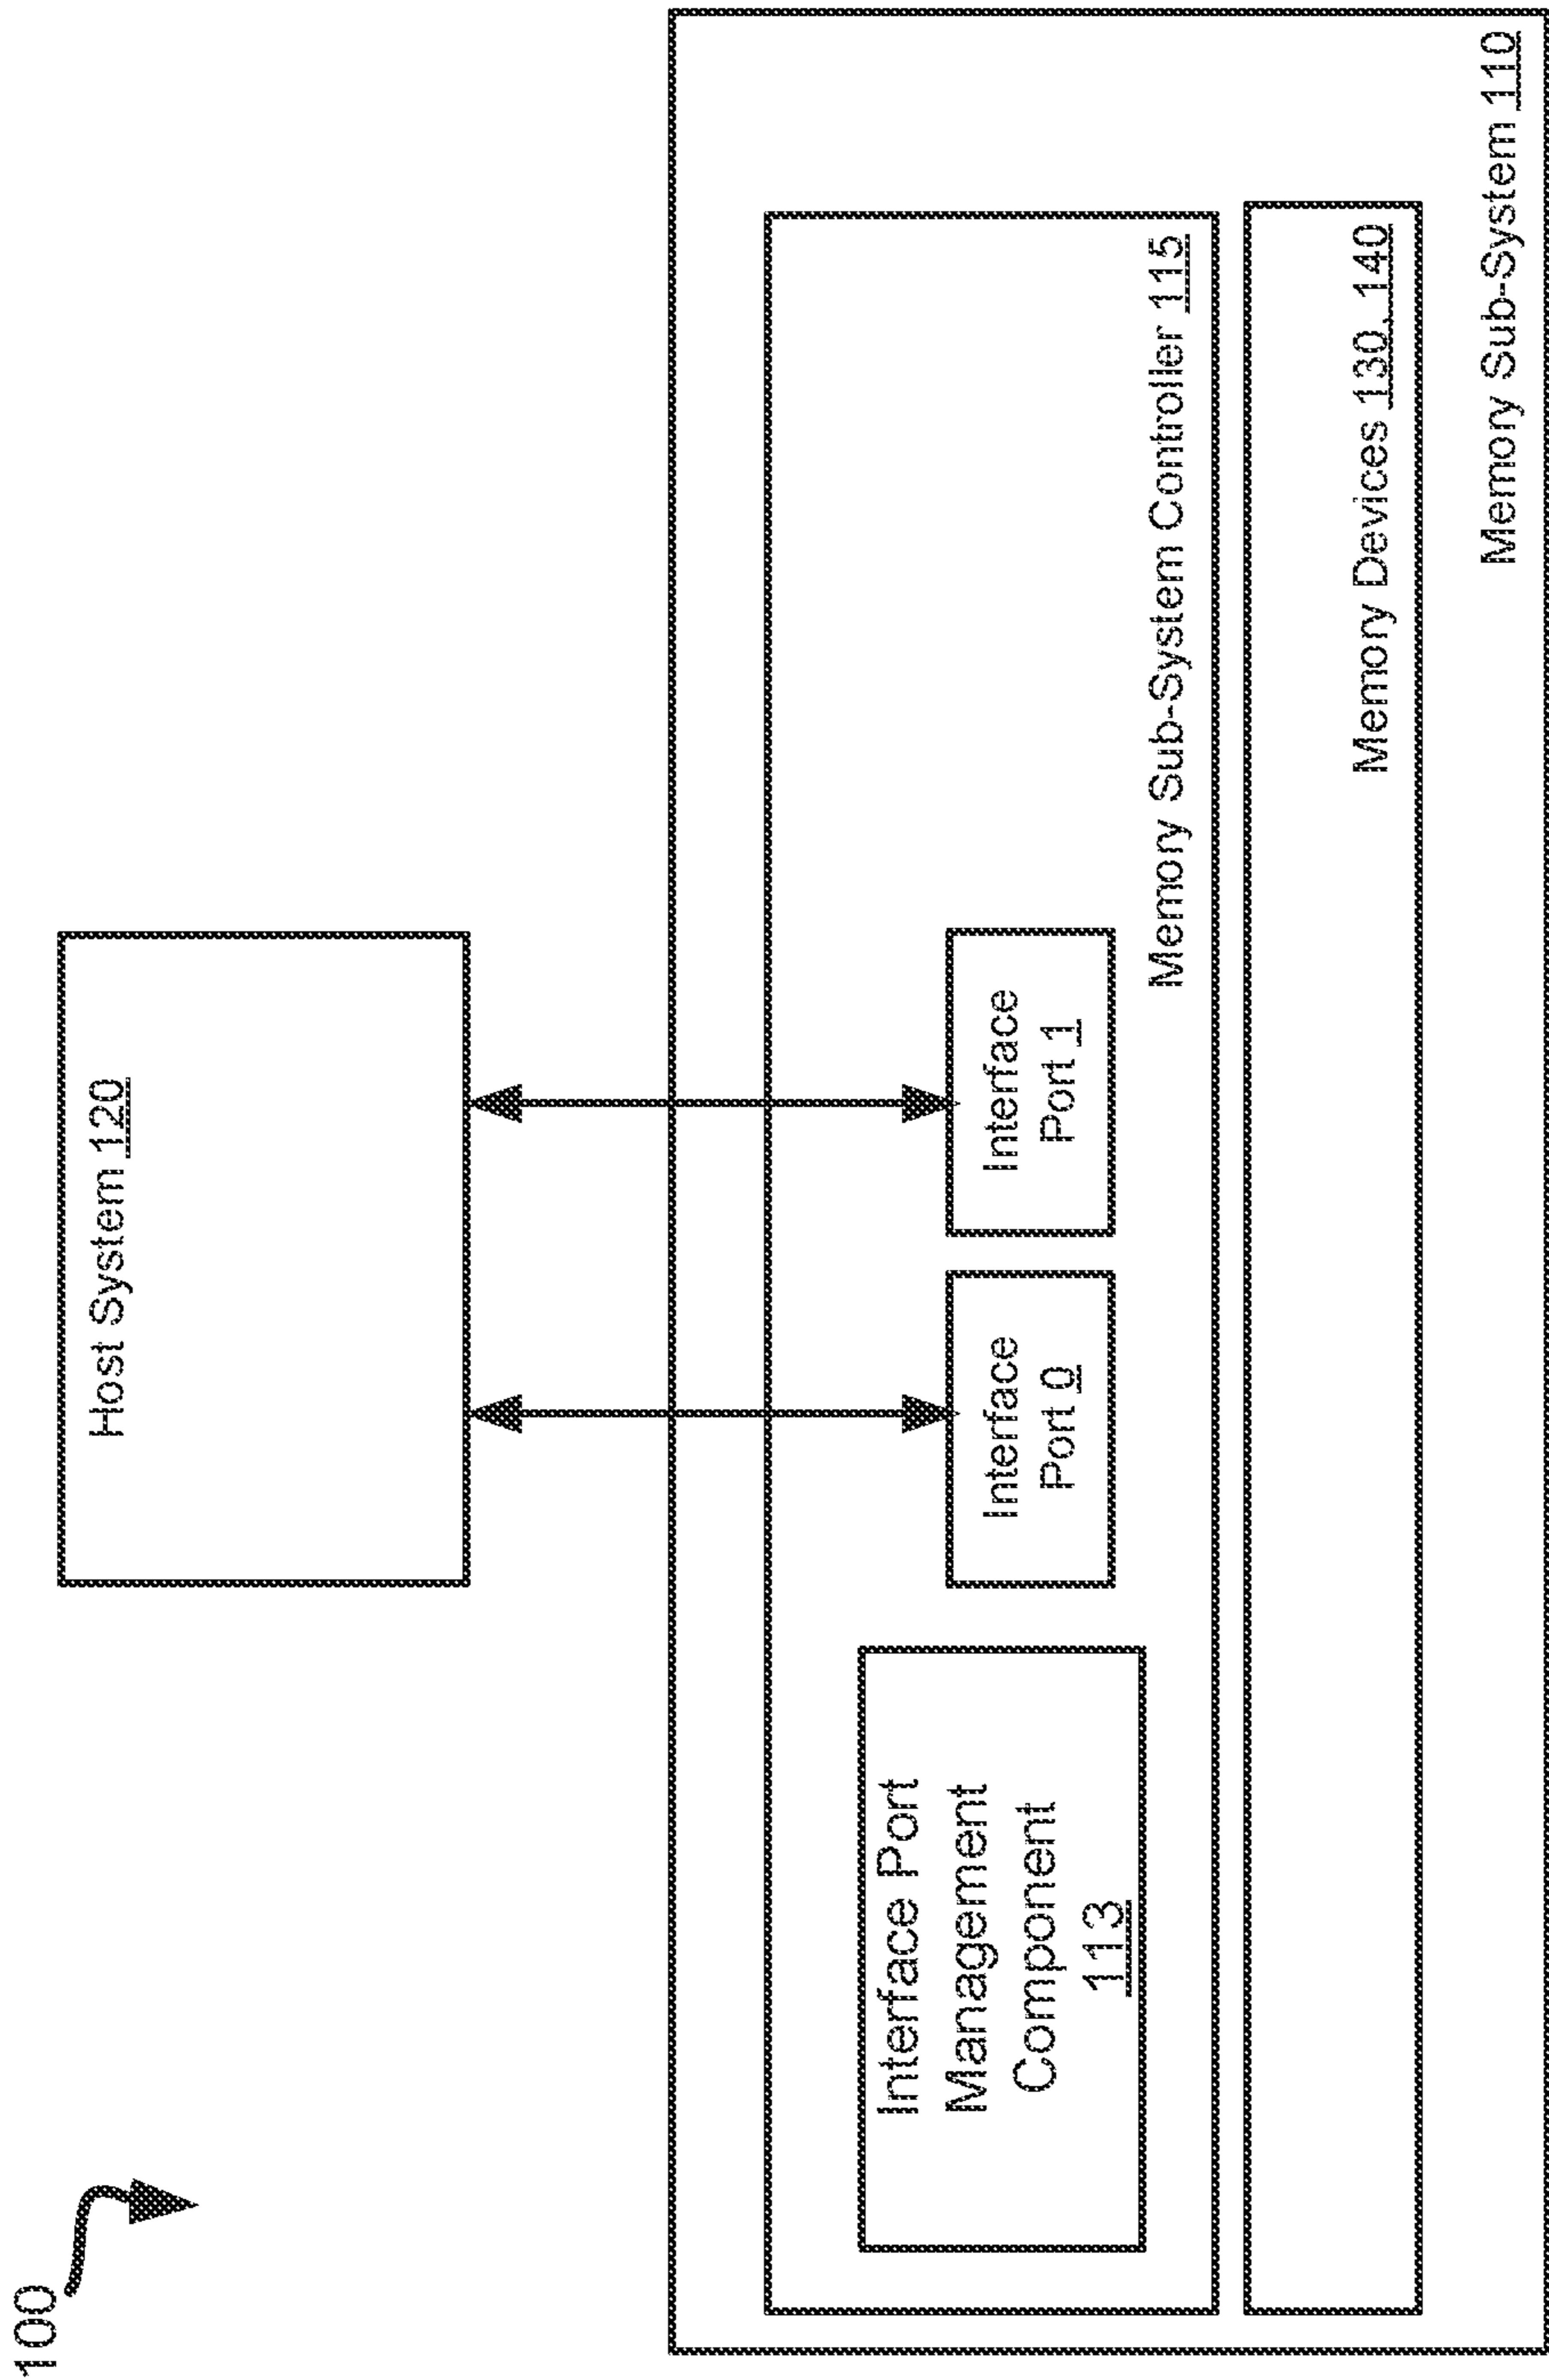 100
Host System 120
Interface Port
Management
Component
113
Interface
Port 0
Interface
Port 1
Memory Sub-System Controller 115
Memory Devices 130, 140
Memory Sub-System 110